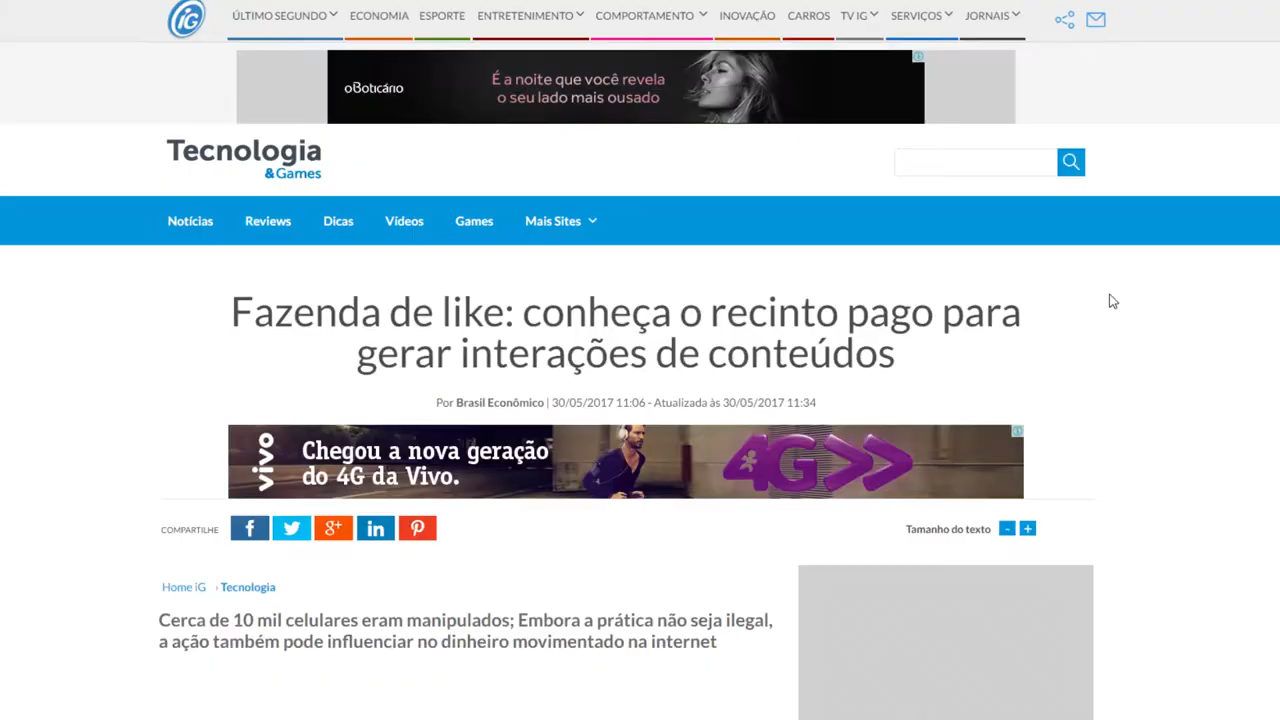 iG
ÚLTIMO SEGUNDO ECONOMIA ESPORTE ENTRETENIMENTO COMPORTAMENTO INOVAÇÃO CARROS TV IG SERVIÇOS JORNAIS
oBoticário
É a noite que você revela
o seu lado mais ousado
Tecnologia
&Games
Notícias Reviews Dicas Vídeos Games Mais Sites
Fazenda de like: conheça o recinto pago para
gerar interações de conteúdos
Por Brasil Econômico | 30/05/2017 11:06 - Atualizada às 30/05/2017 11:34
vivo
Chegou a nova geração
do 4G da Vivo.
4G>>
COMPARTILHE
f g+ in
Tamanho do texto - +
Home iG › Tecnologia
Cerca de 10 mil celulares eram manipulados; Embora a prática não seja ilegal,
a ação também pode influenciar no dinheiro movimentado na internet